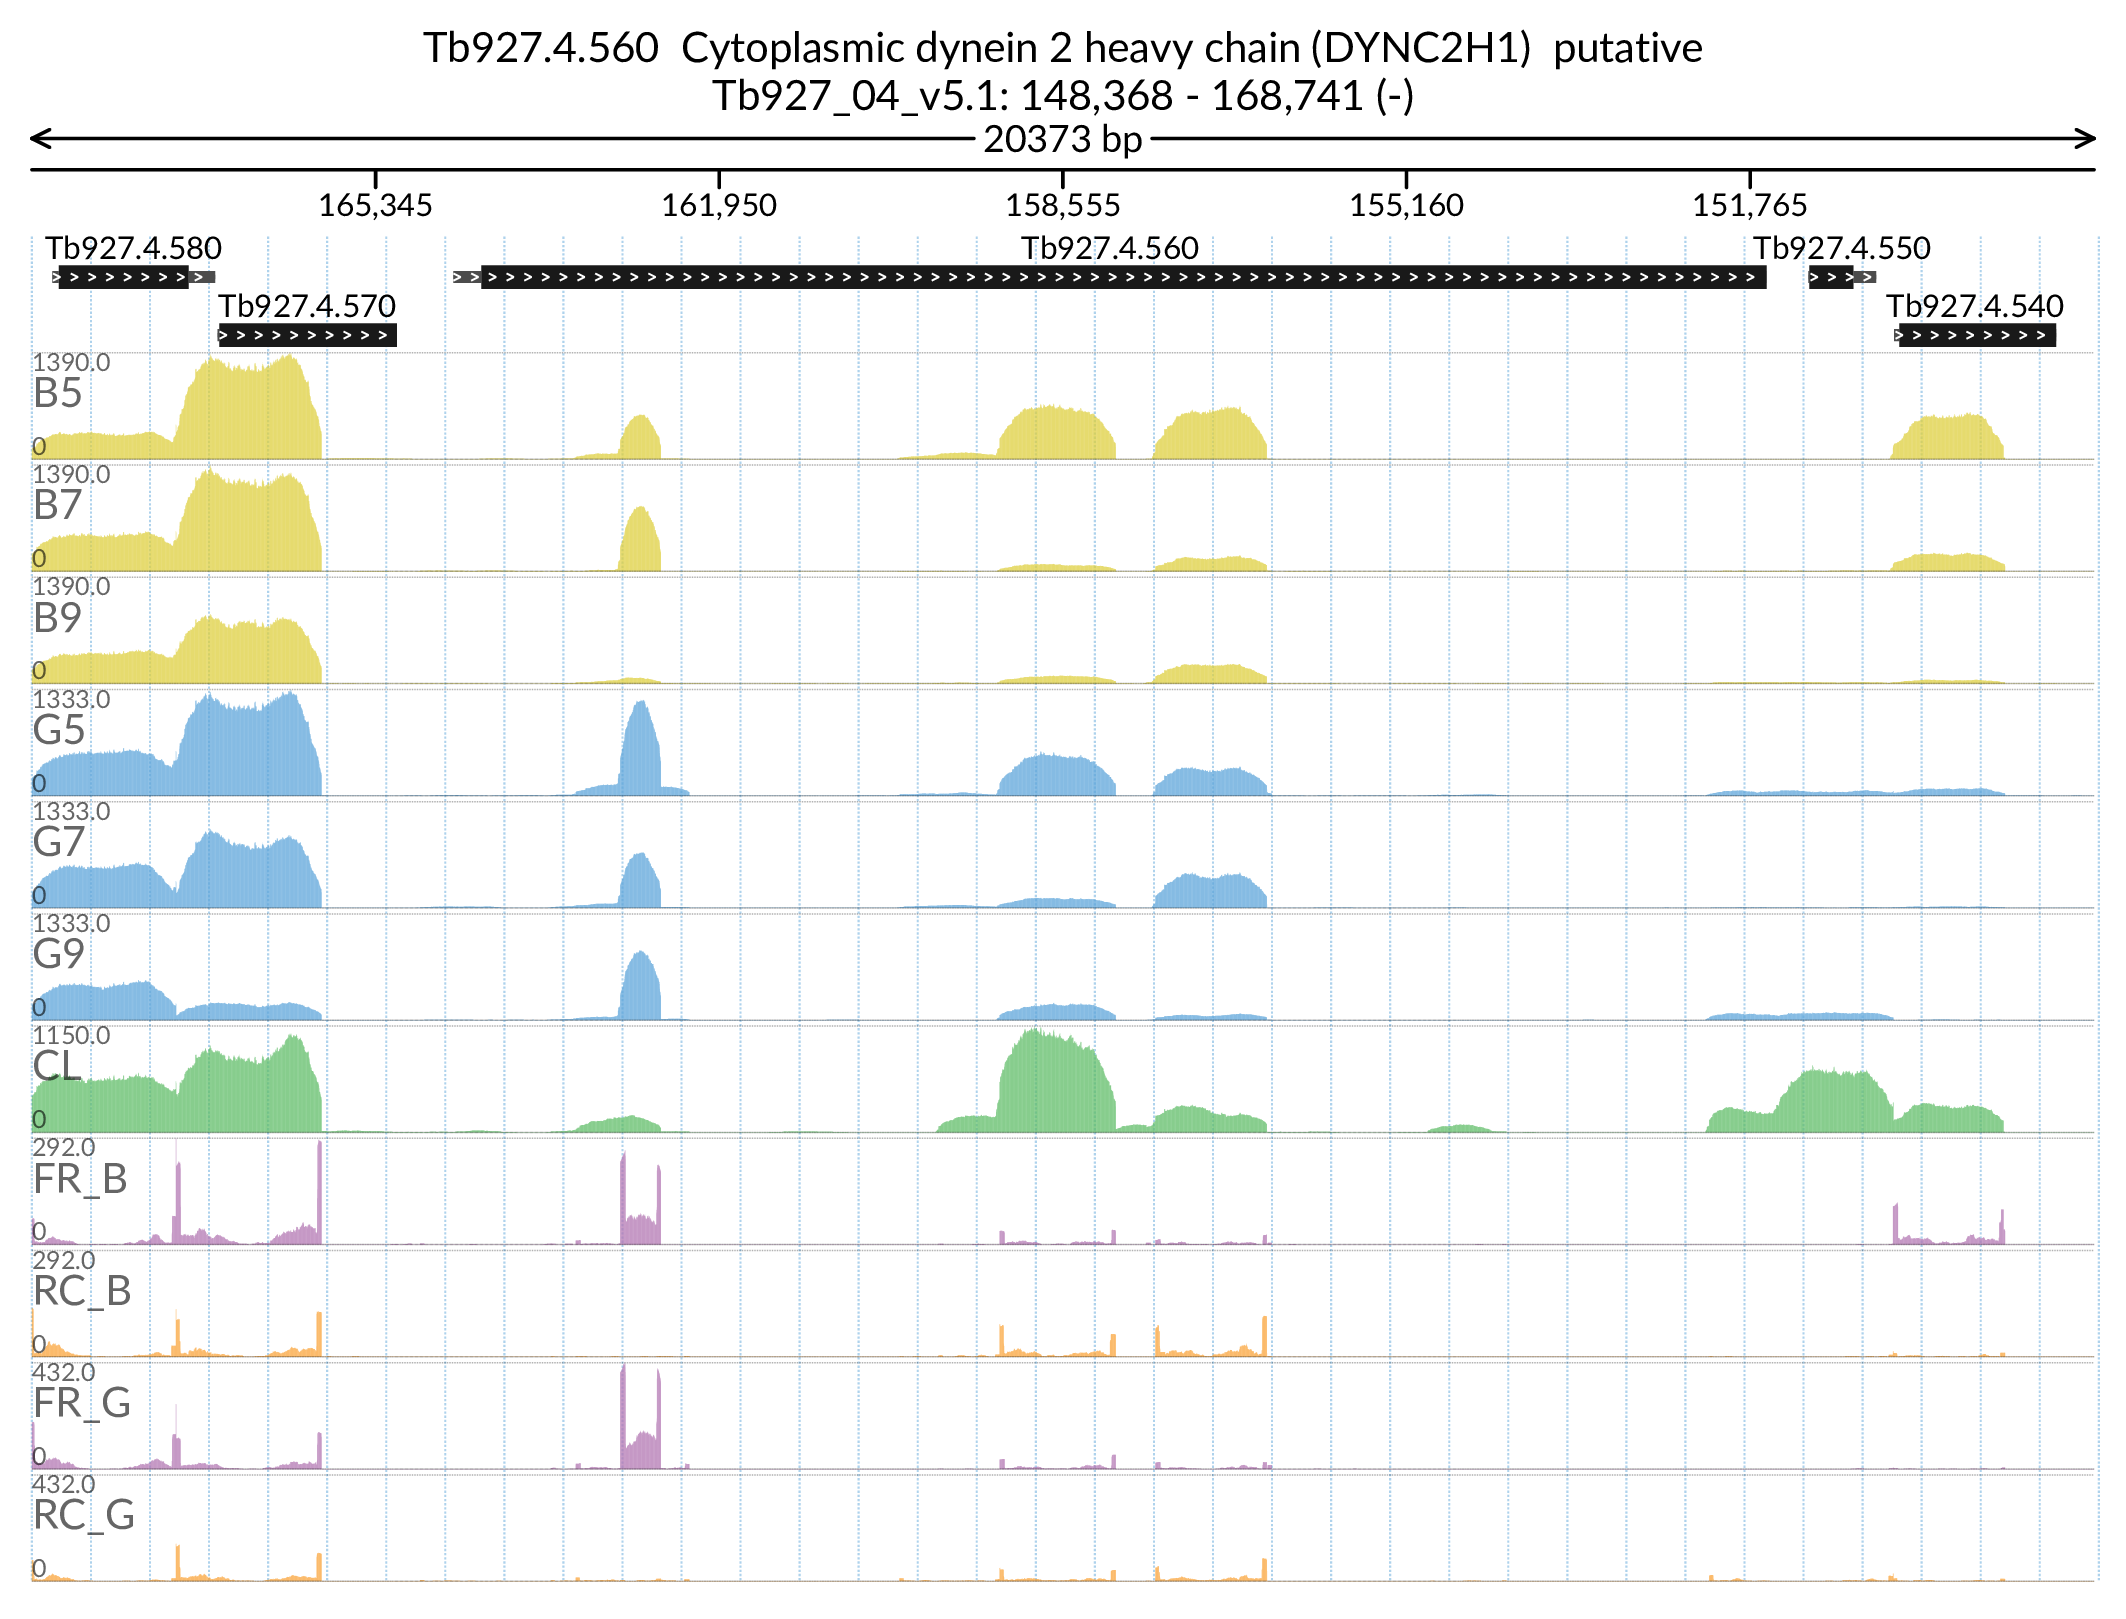 Tb927.4.560 Cytoplasmic dynein 2 heavy chain (DYNC2H1) putative
Tb927_04_v5.1: 148,368 - 168,741 (-)
20373 bp
165,345 161,950 158,555 155,160 151,765
Tb927.4.580 Tb927.4.560 Tb927.4.550
Tb927.4.570 Tb927.4.540
1390.0
B5
0
1390.0
B7
0
1390.0
B9
0
1333.0
G5
0
1333.0
G7
0
1333.0
G9
0
1150.0
CL
0
292.0
FR_B
0
292.0
RC_B
0
432.0
FR_G
0
432.0
RC_G
0